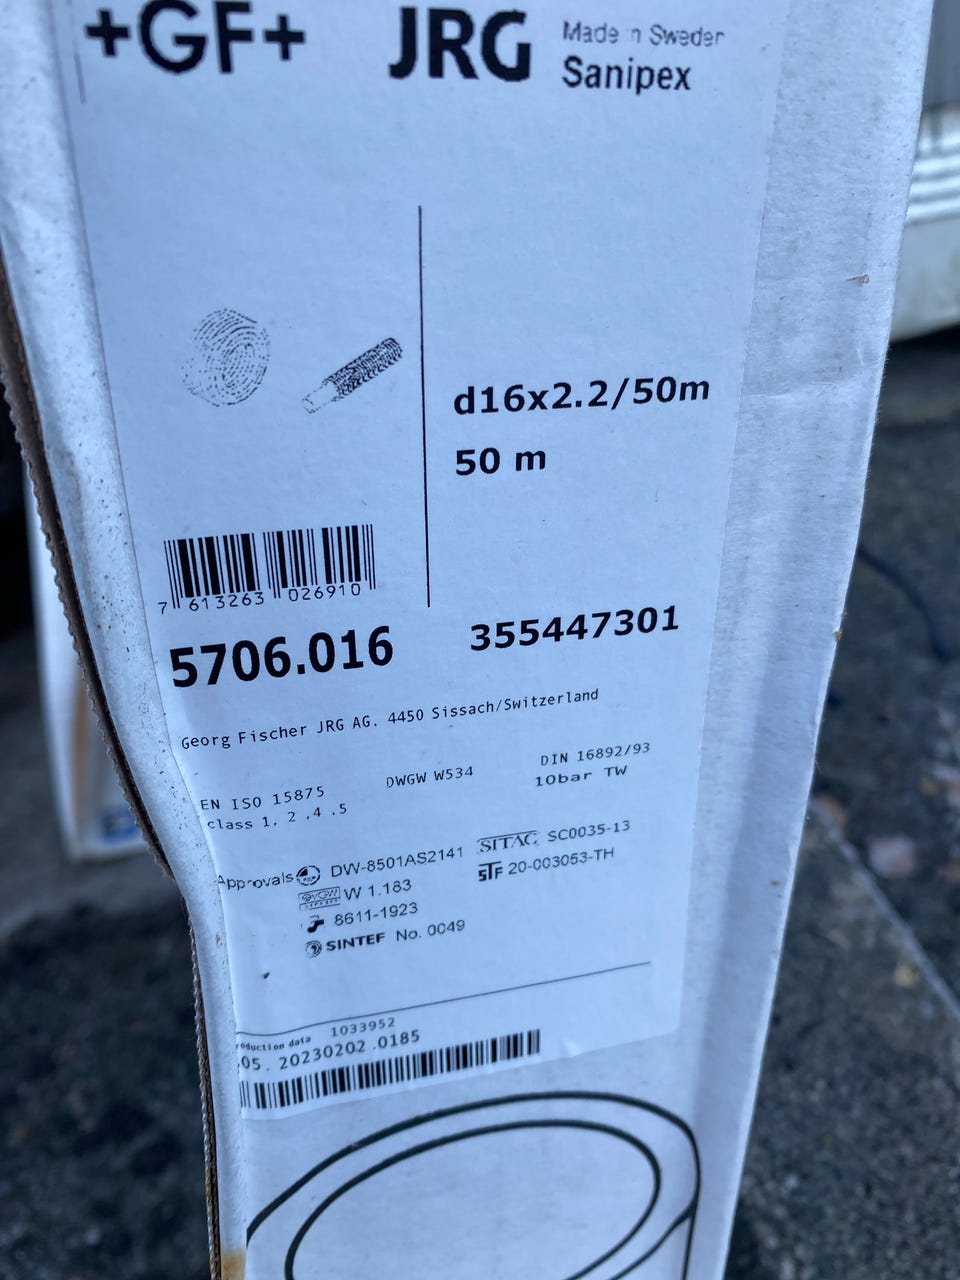 +GF+ JRG Made in Sweden
Sanipex
d16x2.2/50m
50 m
7 613263 026910
5706.016 355447301
Georg Fischer JRG AG. 4450 Sissach/Switzerland
EN ISO 15875 DWGW W534 DIN 16892/93
class 1, 2 .4 .5 10bar TW
Approvals DW-8501AS2141 SITAC SC0035-13
ÖVGW W 1.183 STF 20-003053-TH
8611-1923
SINTEF No. 0049
roduction data 1033952
05. 20230202 .0185